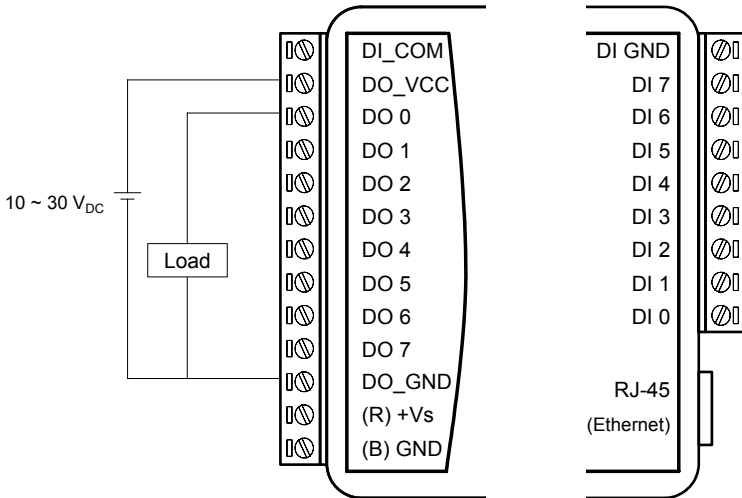 DI_COM
DO_VCC
DO 0
DO 1
DO 2
DO 3
DO 4
DO 5
DO 6
DO 7
DO_GND
(R) +Vs
(B) GND
10 ~ 30 VDC
Load
DI GND
DI 7
DI 6
DI 5
DI 4
DI 3
DI 2
DI 1
DI 0
RJ-45
(Ethernet)